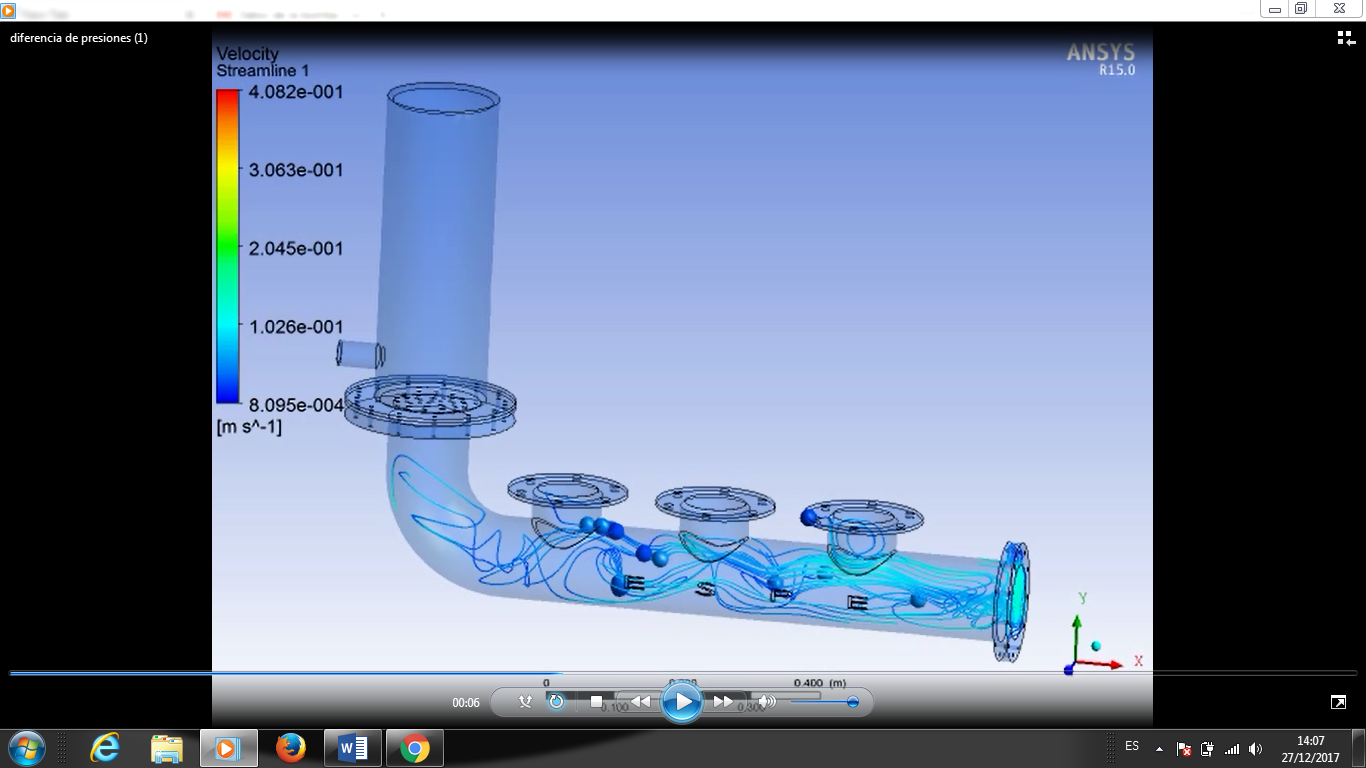 diferencia de presiones (1)
Velocity
Streamline 1
ANSYS
R15.0
4.082e-001
3.063e-001
2.045e-001
1.026e-001
8.095e-004
[m s^-1]
E S P E
Y
X
0
0.400 (m)
0.100
0.300
00:06
ES
14:07
27/12/2017